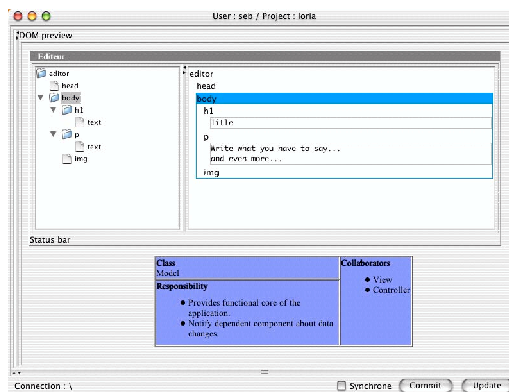 User : seb / Project : loria
DOM preview
Editeur
editor
head
body
h1
text
p
text
img
editor
head
body
h1
Title
p
Write what you have to say...
and even more...
img
Status bar
Class
Model
Responsibility
Provides functional core of the
application.
Notify dependent component about data
changes
Collaborators
View
Controller
Connection : \
Synchrone
Commit
Update